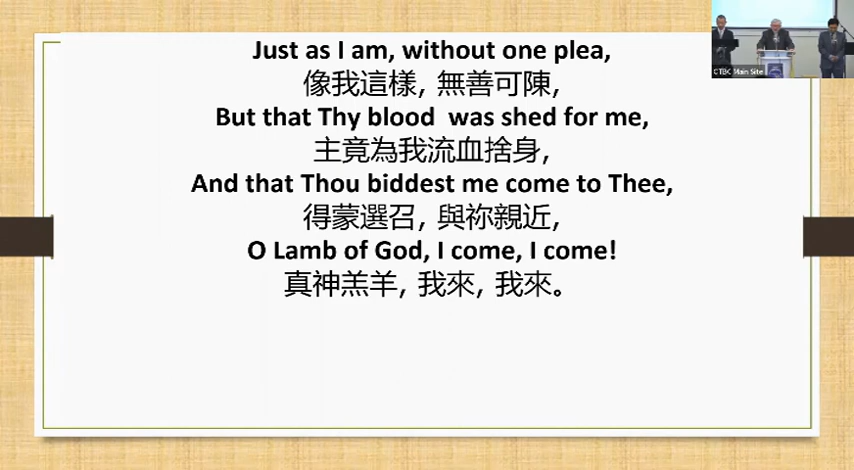 Just as I am, without one plea,
像我這樣, 無善可陳,
But that Thy blood  was shed for me,
主竟為我流血捨身,
And that Thou biddest me come to Thee,
得蒙選召, 與祢親近,
O Lamb of God, I come, I come!
真神羔羊, 我來, 我來。
CTBC Main Site